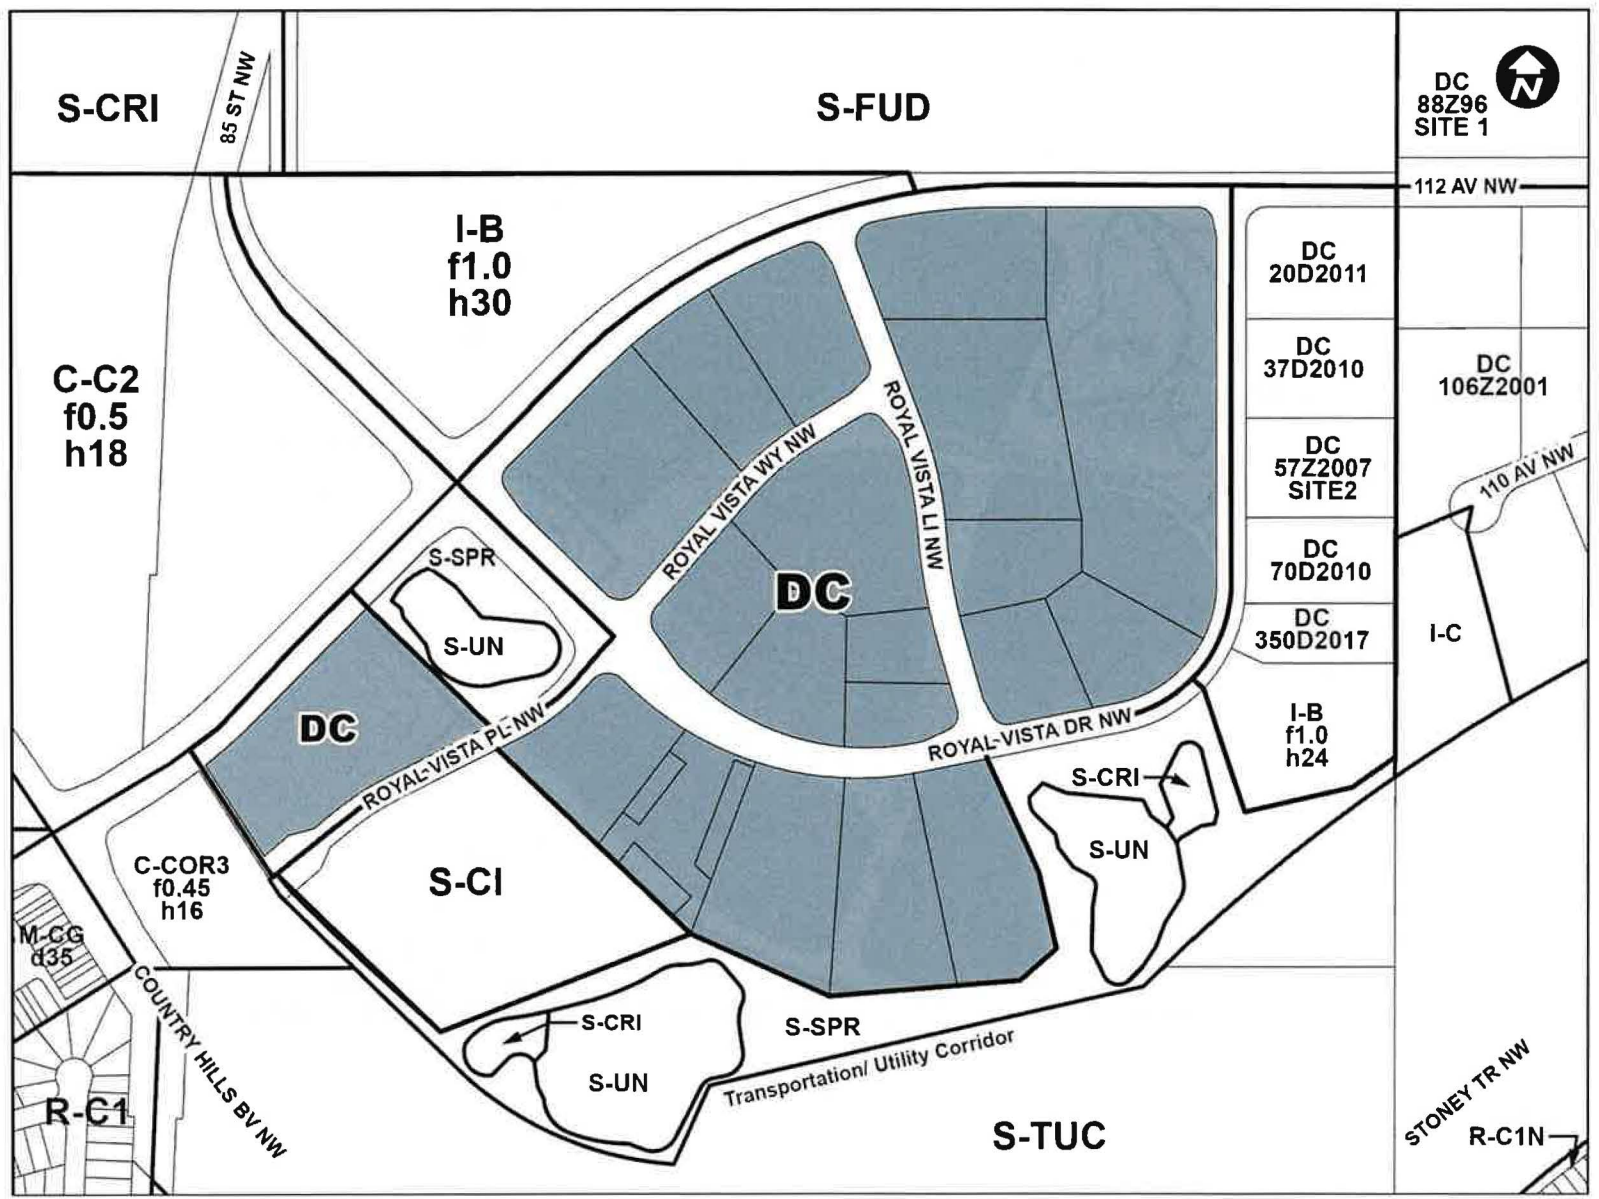 S-CRI
85 ST NW
S-FUD
DC
88Z96
SITE 1
N
112 AV NW
I-B
f1.0
h30
C-C2
f0.5
h18
DC
20D2011
DC
37D2010
DC
106Z2001
ROYAL VISTA LI NW
ROYAL VISTA WY NW
DC
57Z2007
SITE2
110 AV NW
S-SPR
S-UN
DC
DC
70D2010
DC
350D2017
I-C
DC
ROYAL VISTA PL NW
ROYAL VISTA DR NW
I-B
f1.0
h24
S-CRI
S-UN
C-COR3
f0.45
h16
S-CI
M-CG
d35
COUNTRY HILLS BV NW
S-CRI
S-UN
S-SPR
Transportation/ Utility Corridor
R-C1
S-TUC
STONEY TR NW
R-C1N